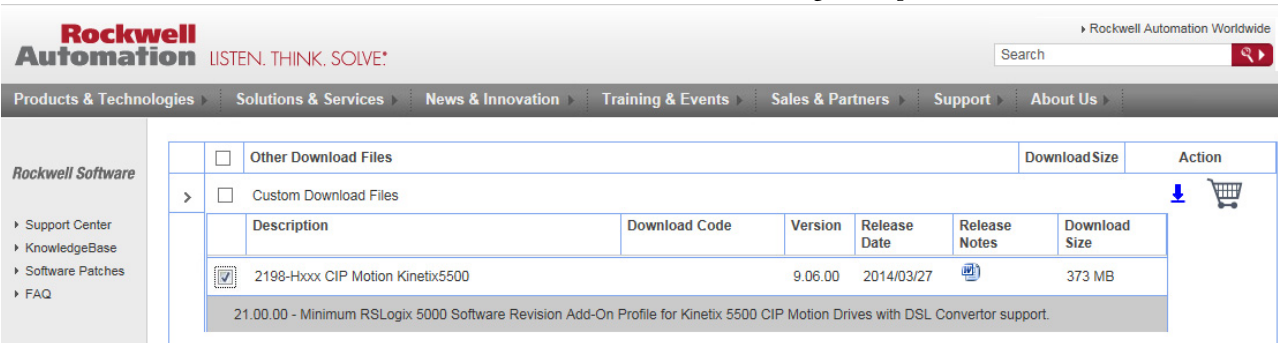 Rockwell
Automation
LISTEN. THINK. SOLVE.®
Rockwell Automation Worldwide
Search
Products & Technologies
Solutions & Services
News & Innovation
Training & Events
Sales & Partners
Support
About Us
Rockwell Software
Support Center
KnowledgeBase
Software Patches
FAQ
Other Download Files
Download Size
Action
Custom Download Files
Description
Download Code
Version
Release Date
Release Notes
Download Size
2198-Hxxx CIP Motion Kinetix5500
9.06.00
2014/03/27
373 MB
21.00.00 - Minimum RSLogix 5000 Software Revision Add-On Profile for Kinetix 5500 CIP Motion Drives with DSL Convertor support.